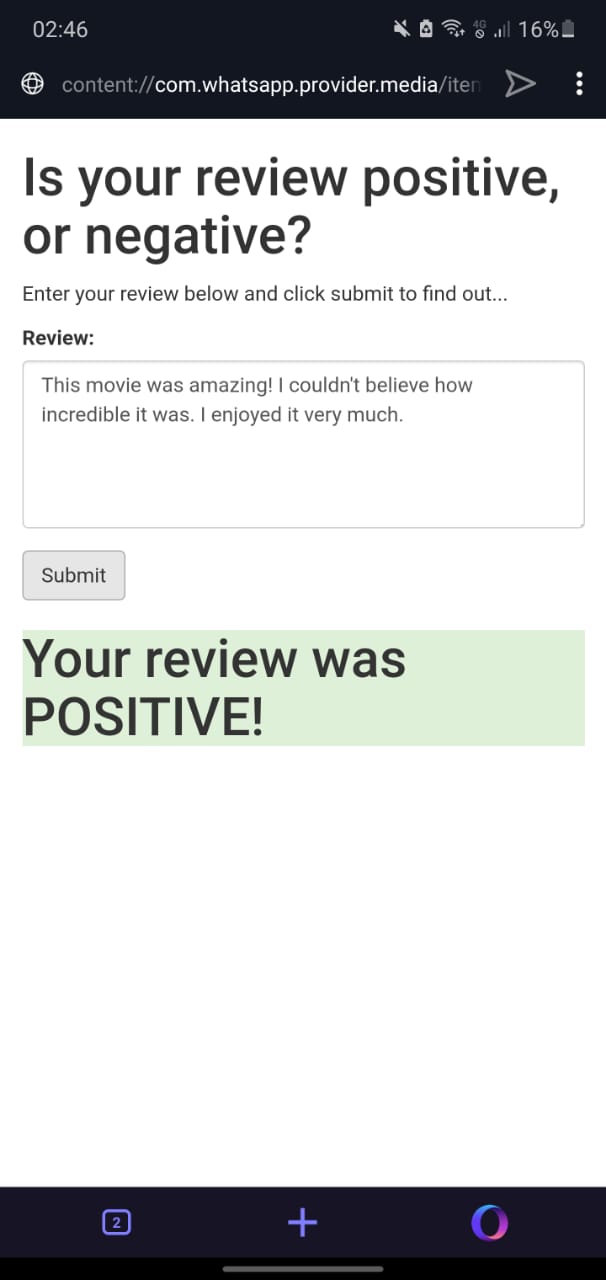 02:46
4G
16%
content://com.whatsapp.provider.media/iten
Is your review positive,
or negative?
Enter your review below and click submit to find out...
Review:
This movie was amazing! I couldn't believe how
incredible it was. I enjoyed it very much.
Submit
Your review was
POSITIVE!
2